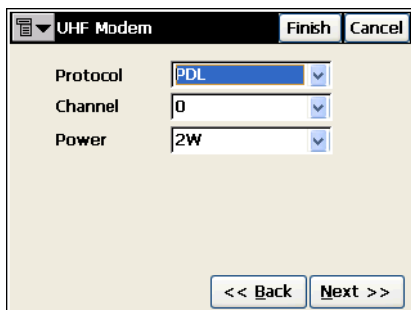 UHF Modem Finish Cancel
Protocol PDL
Channel 0
Power 2W
<< Back Next >>